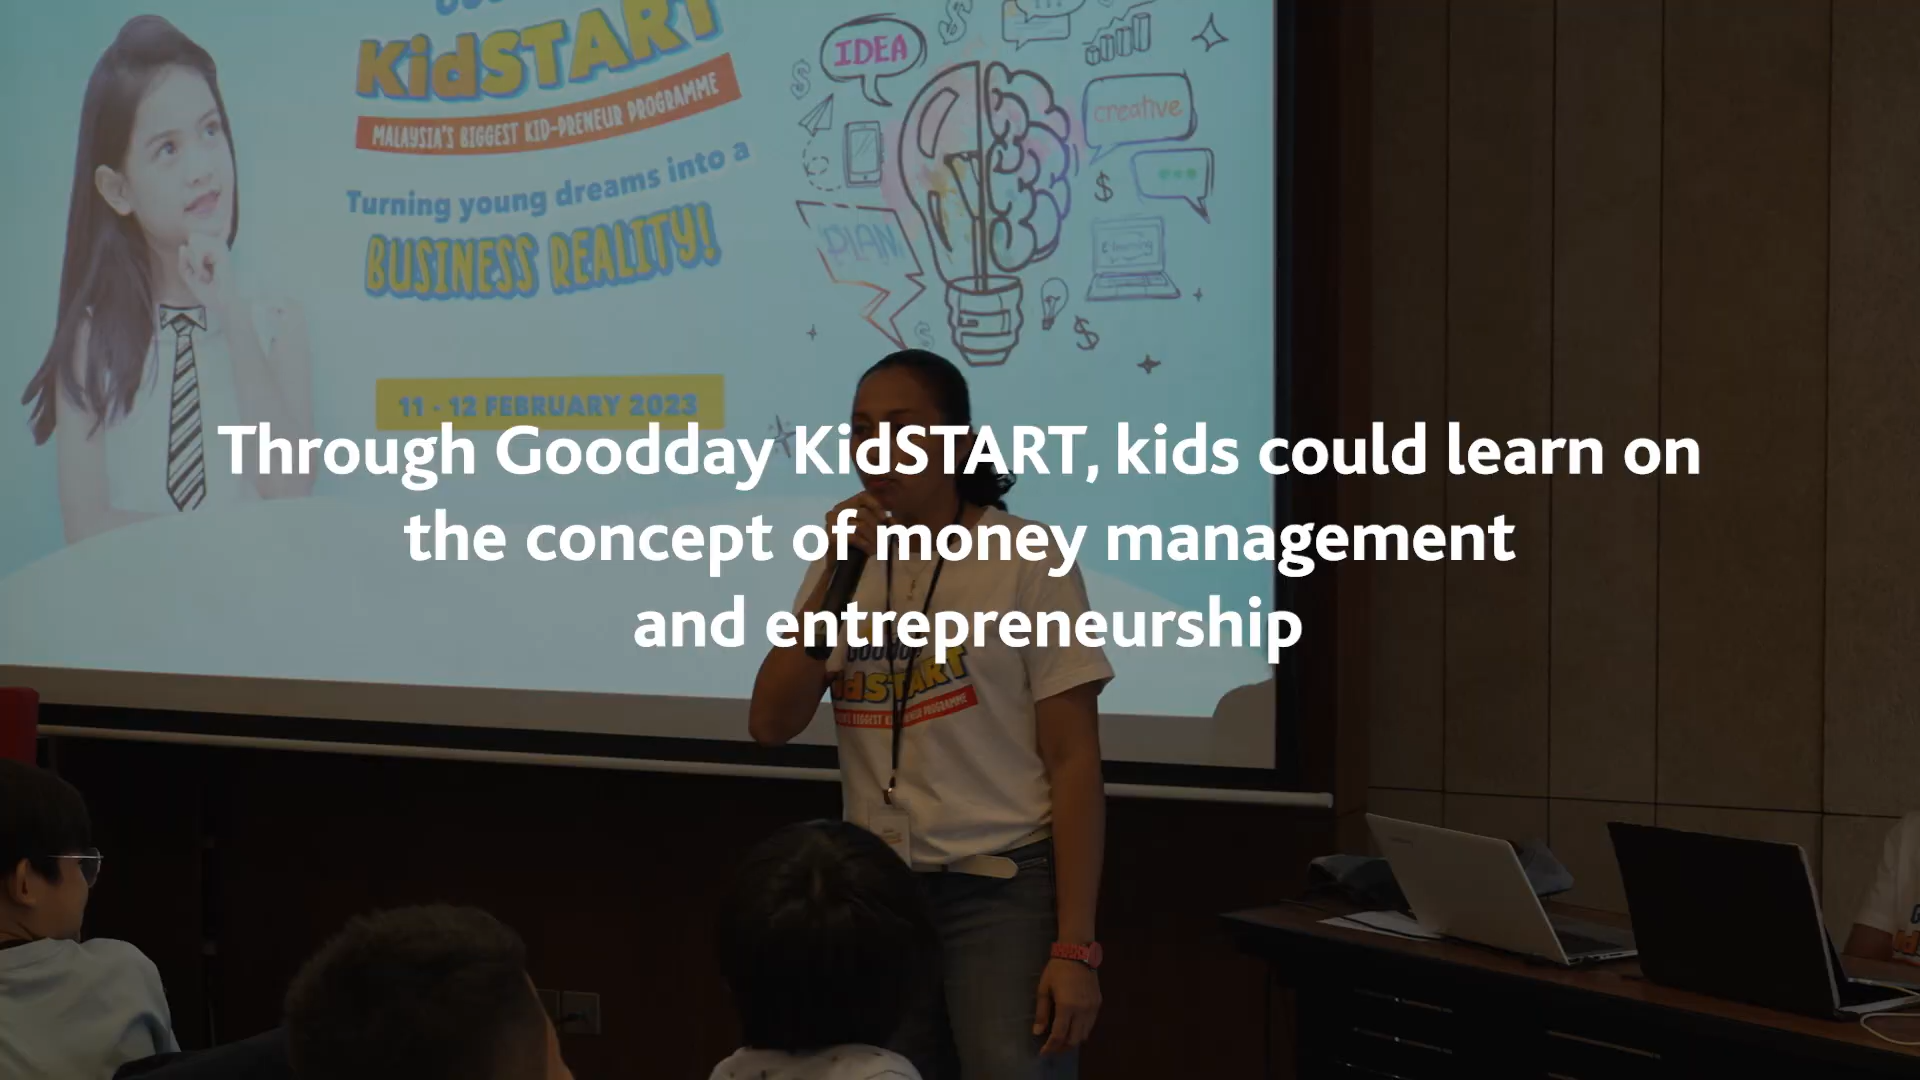 KidSTART
MALAYSIA'S BIGGEST KID-PRENEUR PROGRAMME
Turning young dreams into a
BUSINESS REALITY!
11 - 12 FEBRUARY 2023
IDEA
creative
PLAN
E-learning
$
$
$
$
$
Through Goodday KidSTART, kids could learn on
the concept of money management
and entrepreneurship
KidSTART